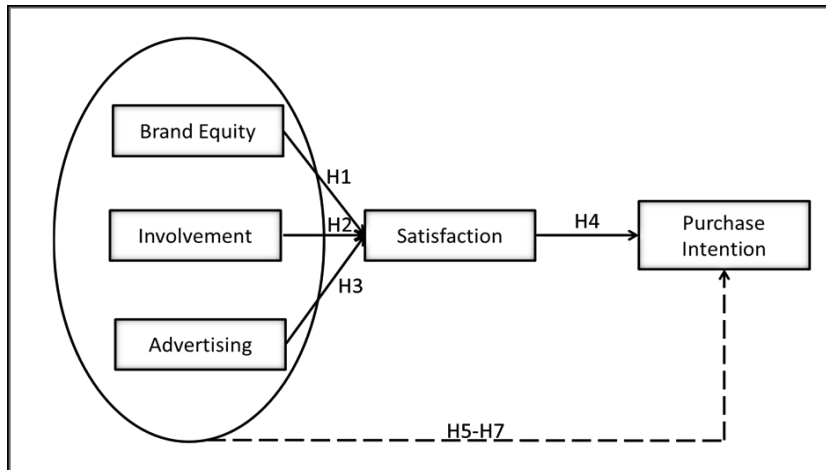 Brand Equity
H1
Involvement
H2
Satisfaction
H4
Purchase
Intention
H3
Advertising
H5-H7